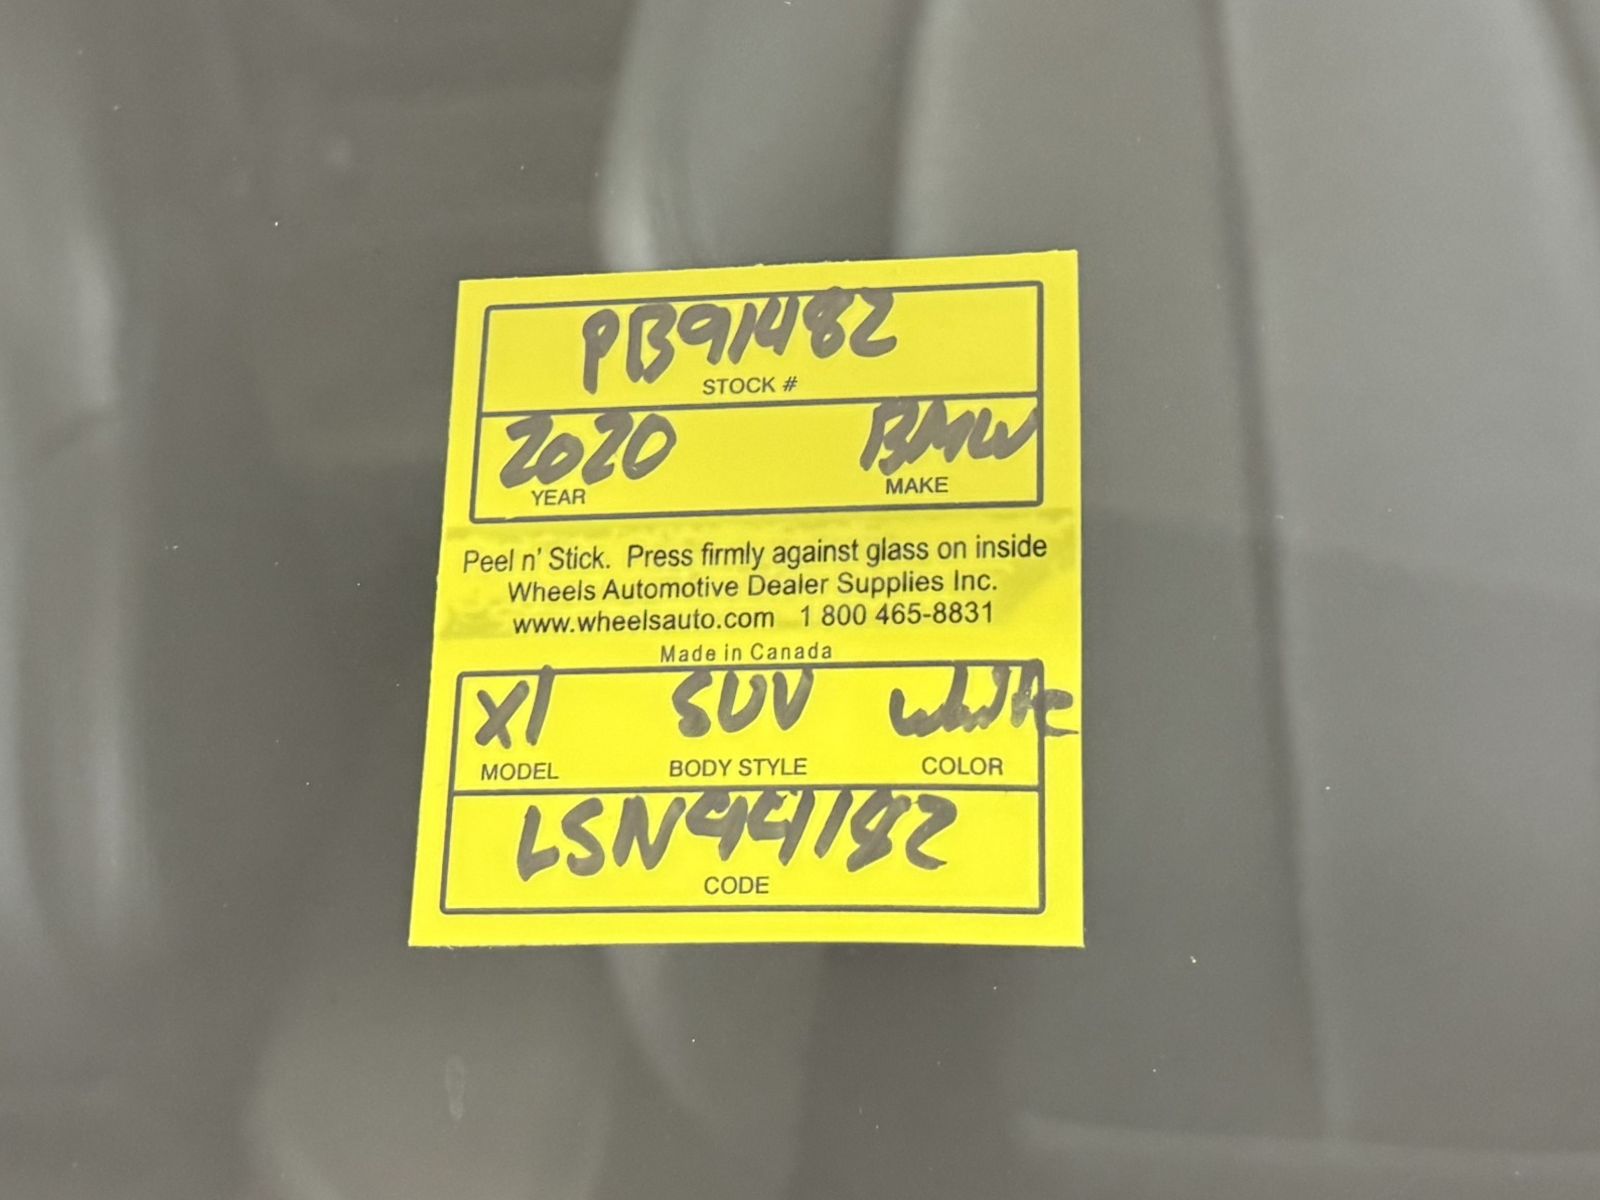 PB91482
STOCK #
2020 BMW
YEAR MAKE
Peel n' Stick. Press firmly against glass on inside
Wheels Automotive Dealer Supplies Inc.
www.wheelsauto.com 1 800 465-8831
Made in Canada
X1 SUV White
MODEL BODY STYLE COLOR
CODE